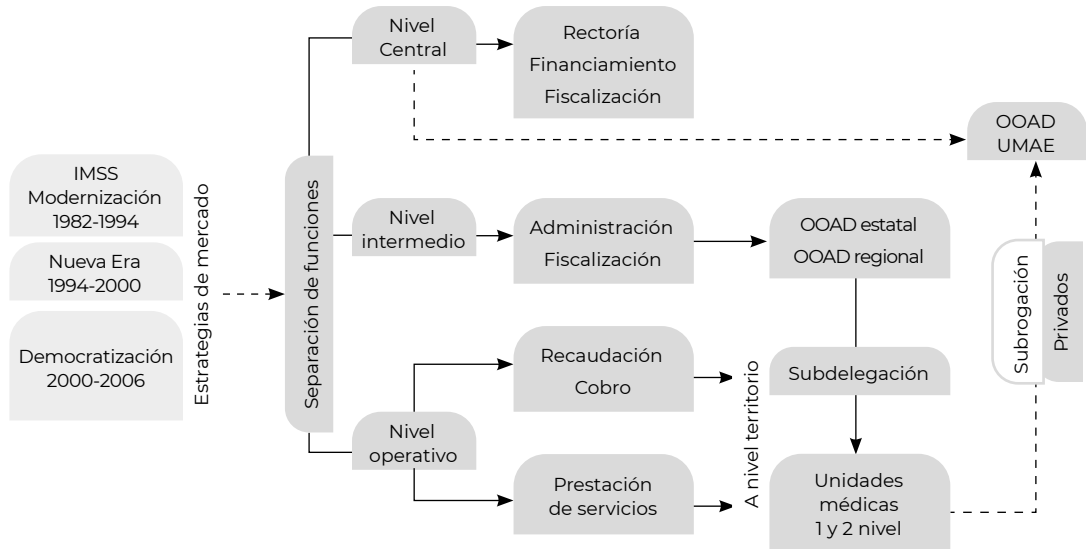 IMSS
Modernización
1982-1994
Nueva Era
1994-2000
Democratización
2000-2006
Estrategias de mercado
Separación de funciones
Nivel
Central
Rectoría
Financiamiento
Fiscalización
Nivel
intermedio
Administración
Fiscalización
OOAD estatal
OOAD regional
Nivel
operativo
Recaudación
Cobro
Prestación
de servicios
A nivel territorio
Subdelegación
Unidades
médicas
1 y 2 nivel
Subrogación
Privados
OOAD
UMAE